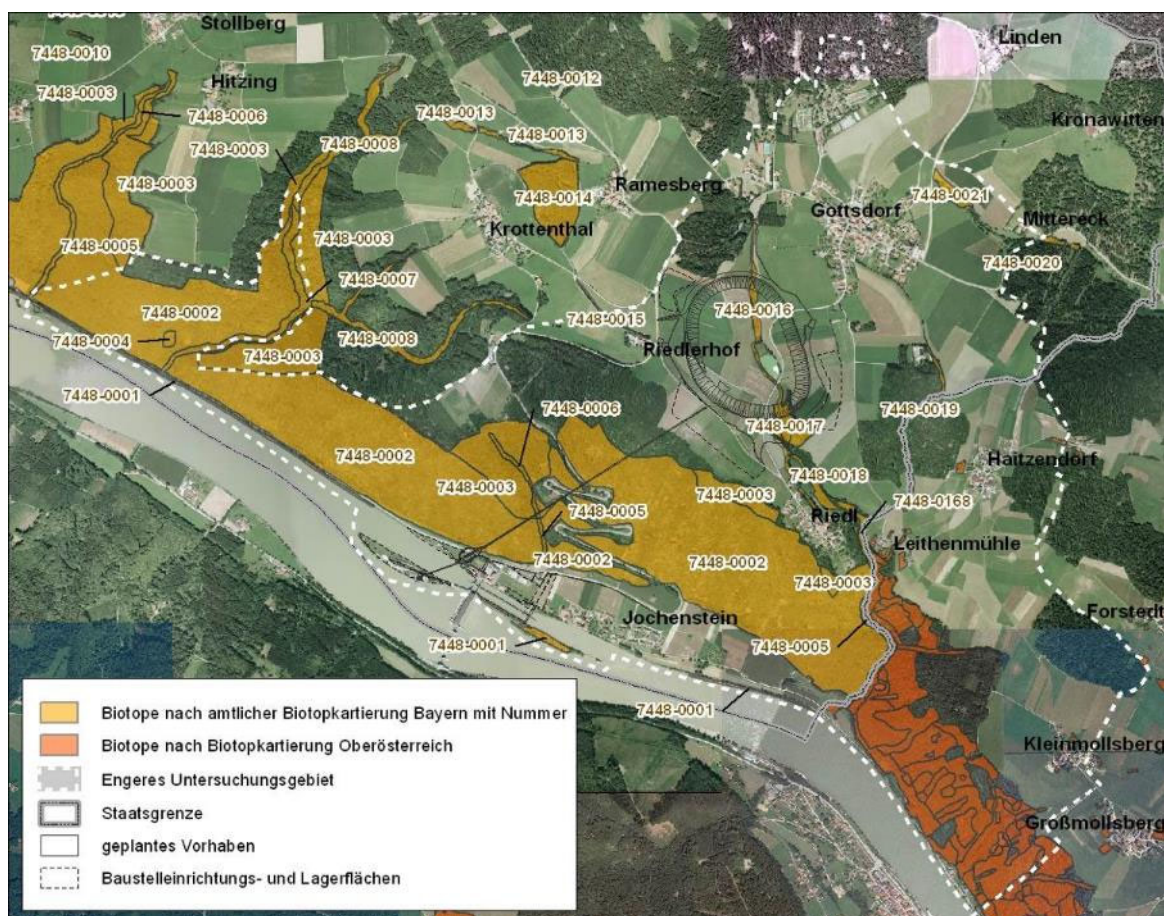 Stollberg
Linden
7448-0010
Hitzing
7448-0012
7448-0003
7448-0006
7448-0013
Kronawitten
7448-0003
7448-0008
7448-0013
7448-0003
Ramesberg
7448-0014
7448-0021
Gottsdorf
Mittereck
Krottenthal
7448-0003
7448-0005
7448-0020
7448-0007
7448-0002
7448-0015
7448-0016
7448-0004
7448-0008
Riedlerhof
7448-0003
7448-0001
7448-0006
7448-0019
7448-0017
7448-0002
Haitzendorf
7448-0003
7448-0003
7448-0018
7448-0168
7448-0005
Riedl
Leithenmühle
7448-0002
7448-0002
7448-0003
Forstedt
Jochenstein
7448-0001
7448-0005
7448-0001
Kleinmollsberg
Großmollsberg
Biotope nach amtlicher Biotopkartierung Bayern mit Nummer
Biotope nach Biotopkartierung Oberösterreich
Engeres Untersuchungsgebiet
Staatsgrenze
geplantes Vorhaben
Baustelleinrichtungs- und Lagerflächen